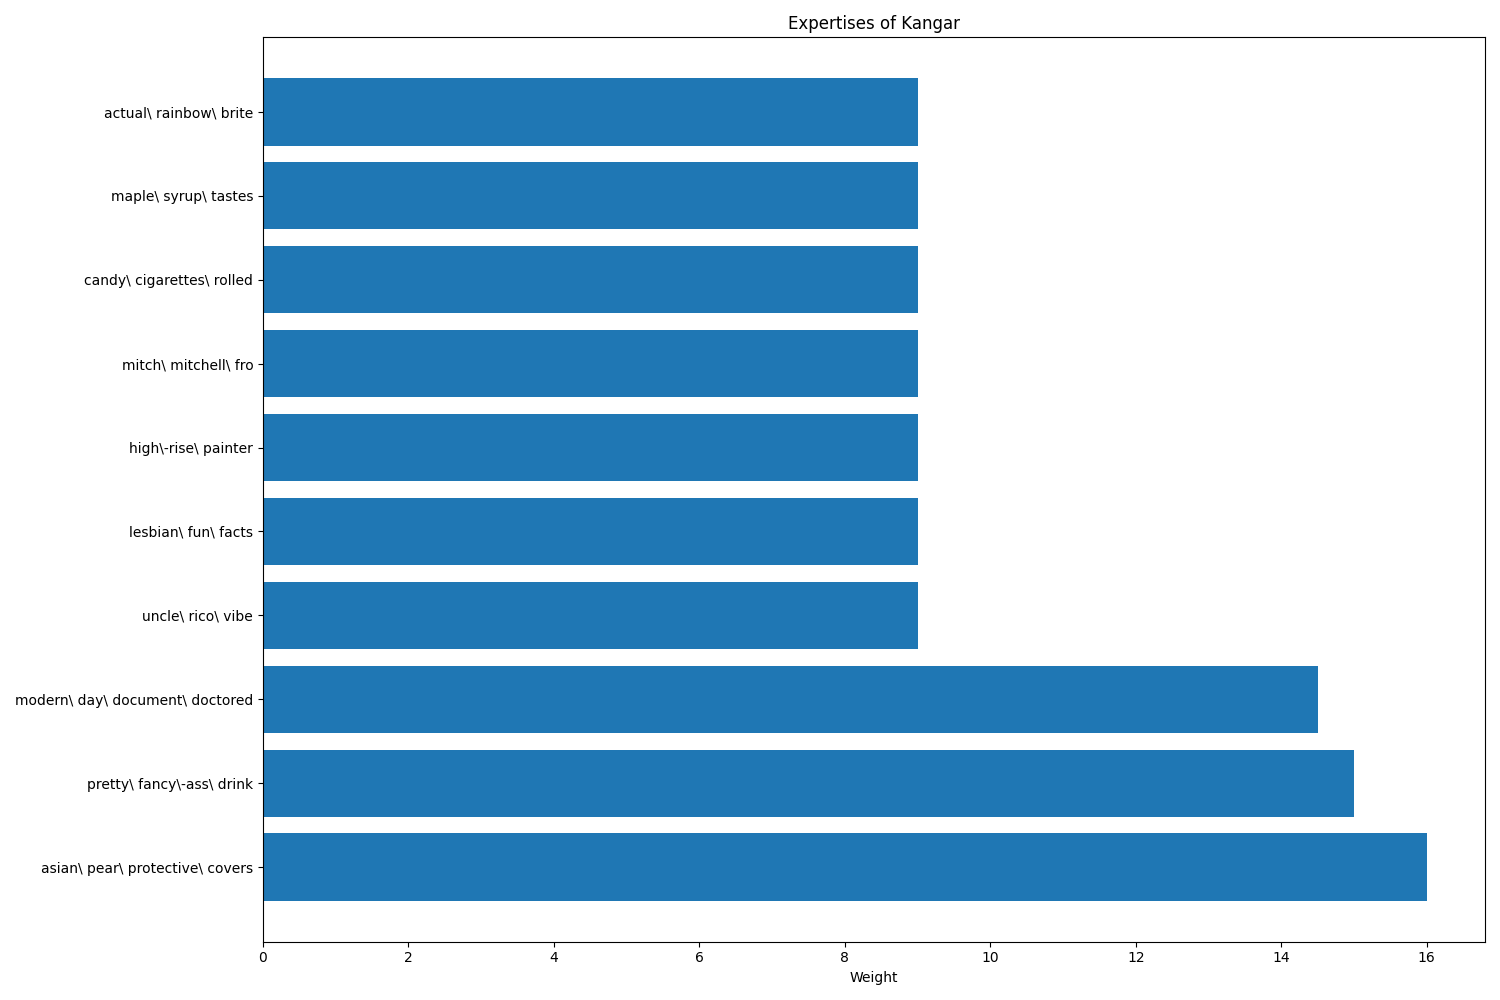 Expertises of Kangar
actual\ rainbow\ brite
maple\ syrup\ tastes
candy\ cigarettes\ rolled
mitch\ mitchell\ fro
high\-rise\ painter
lesbian\ fun\ facts
uncle\ rico\ vibe
modern\ day\ document\ doctored
pretty\ fancy\-ass\ drink
asian\ pear\ protective\ covers
0 2 4 6 8 10 12 14 16
Weight